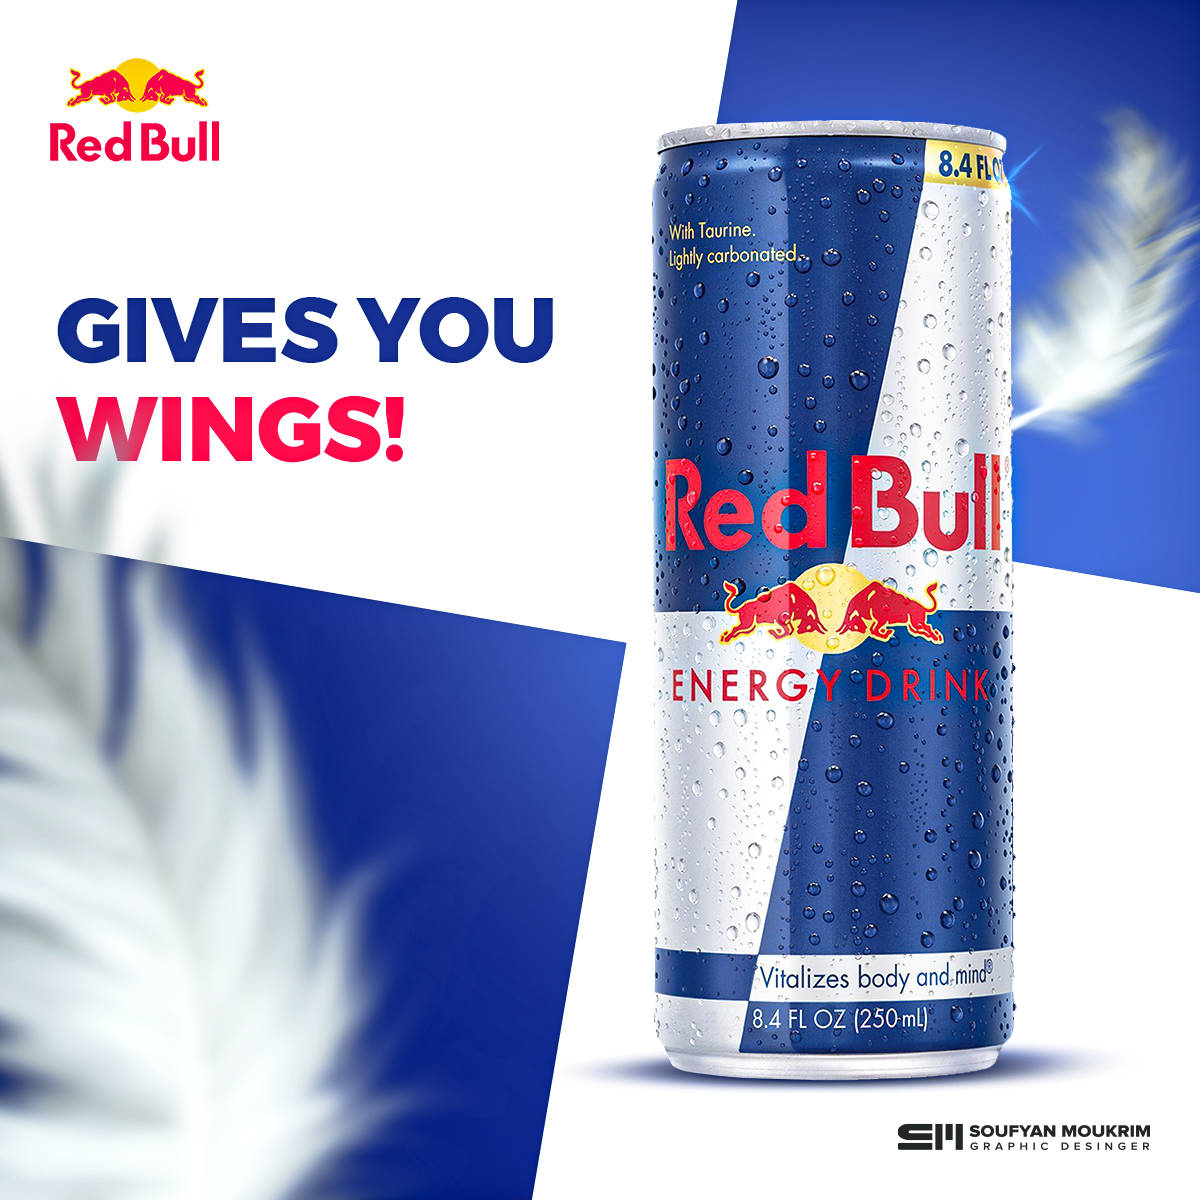 Red Bull
GIVES YOU
WINGS!
8.4 FL
With Taurine.
Lightly carbonated.
Red Bull®
ENERGY DRINK
Vitalizes body and mind®
8.4 FL OZ (250 mL)
SOUFYAN MOUKRIM
GRAPHIC DESINGER